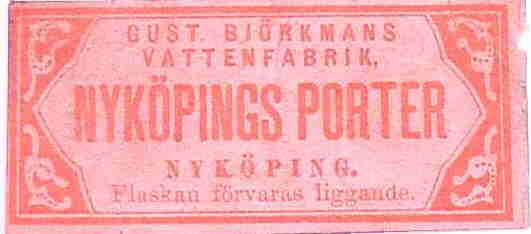 GUST. BJÖRKMANS
VATTENFABRIK,
NYKÖPINGS PORTER
NYKÖPING.
Flaskan förvaras liggande.